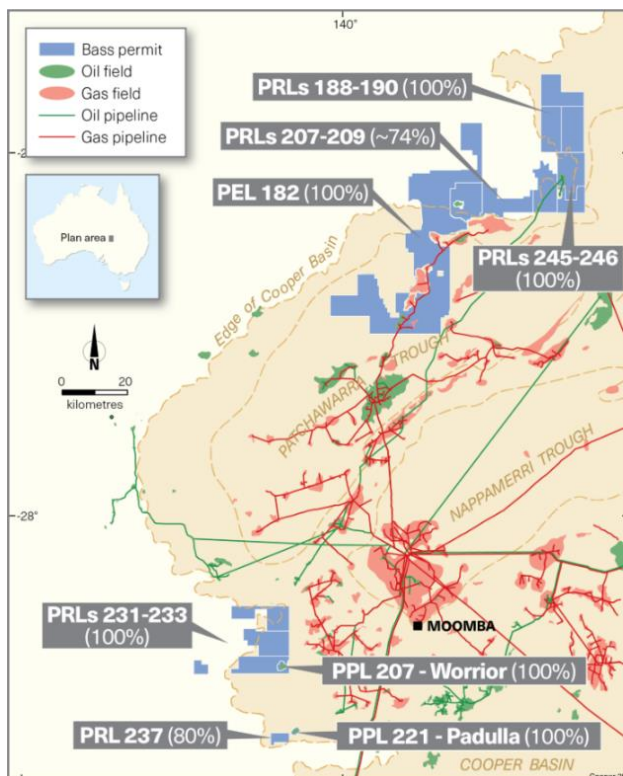 140°
Bass permit
Oil field
Gas field
Oil pipeline
Gas pipeline
PRLs 188-190 (100%)
PRLs 207-209 (~74%)
PEL 182 (100%)
Plan area
PRLs 245-246
(100%)
Edge of Cooper Basin
N
0 20
kilometres
PATCHAWARRA TROUGH
NAPPAMERRI TROUGH
-28°
PRLs 231-233
(100%)
MOOMBA
PPL 207 - Worrior (100%)
PRL 237 (80%)
PPL 221 - Padulla (100%)
COOPER BASIN